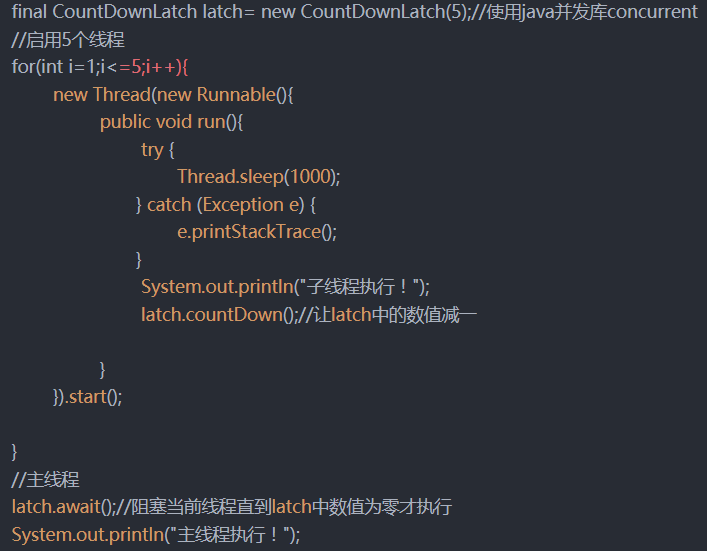 final CountDownLatch latch= new CountDownLatch(5);//使用java并发库concurrent
//启用5个线程
for(int i=1;i<=5;i++){
new Thread(new Runnable(){
public void run(){
try {
Thread.sleep(1000);
} catch (Exception e) {
e.printStackTrace();
}
System.out.println("子线程执行！");
latch.countDown();//让latch中的数值减一
}
}).start();
}
//主线程
latch.await();//阻塞当前线程直到latch中数值为零才执行
System.out.println("主线程执行！");